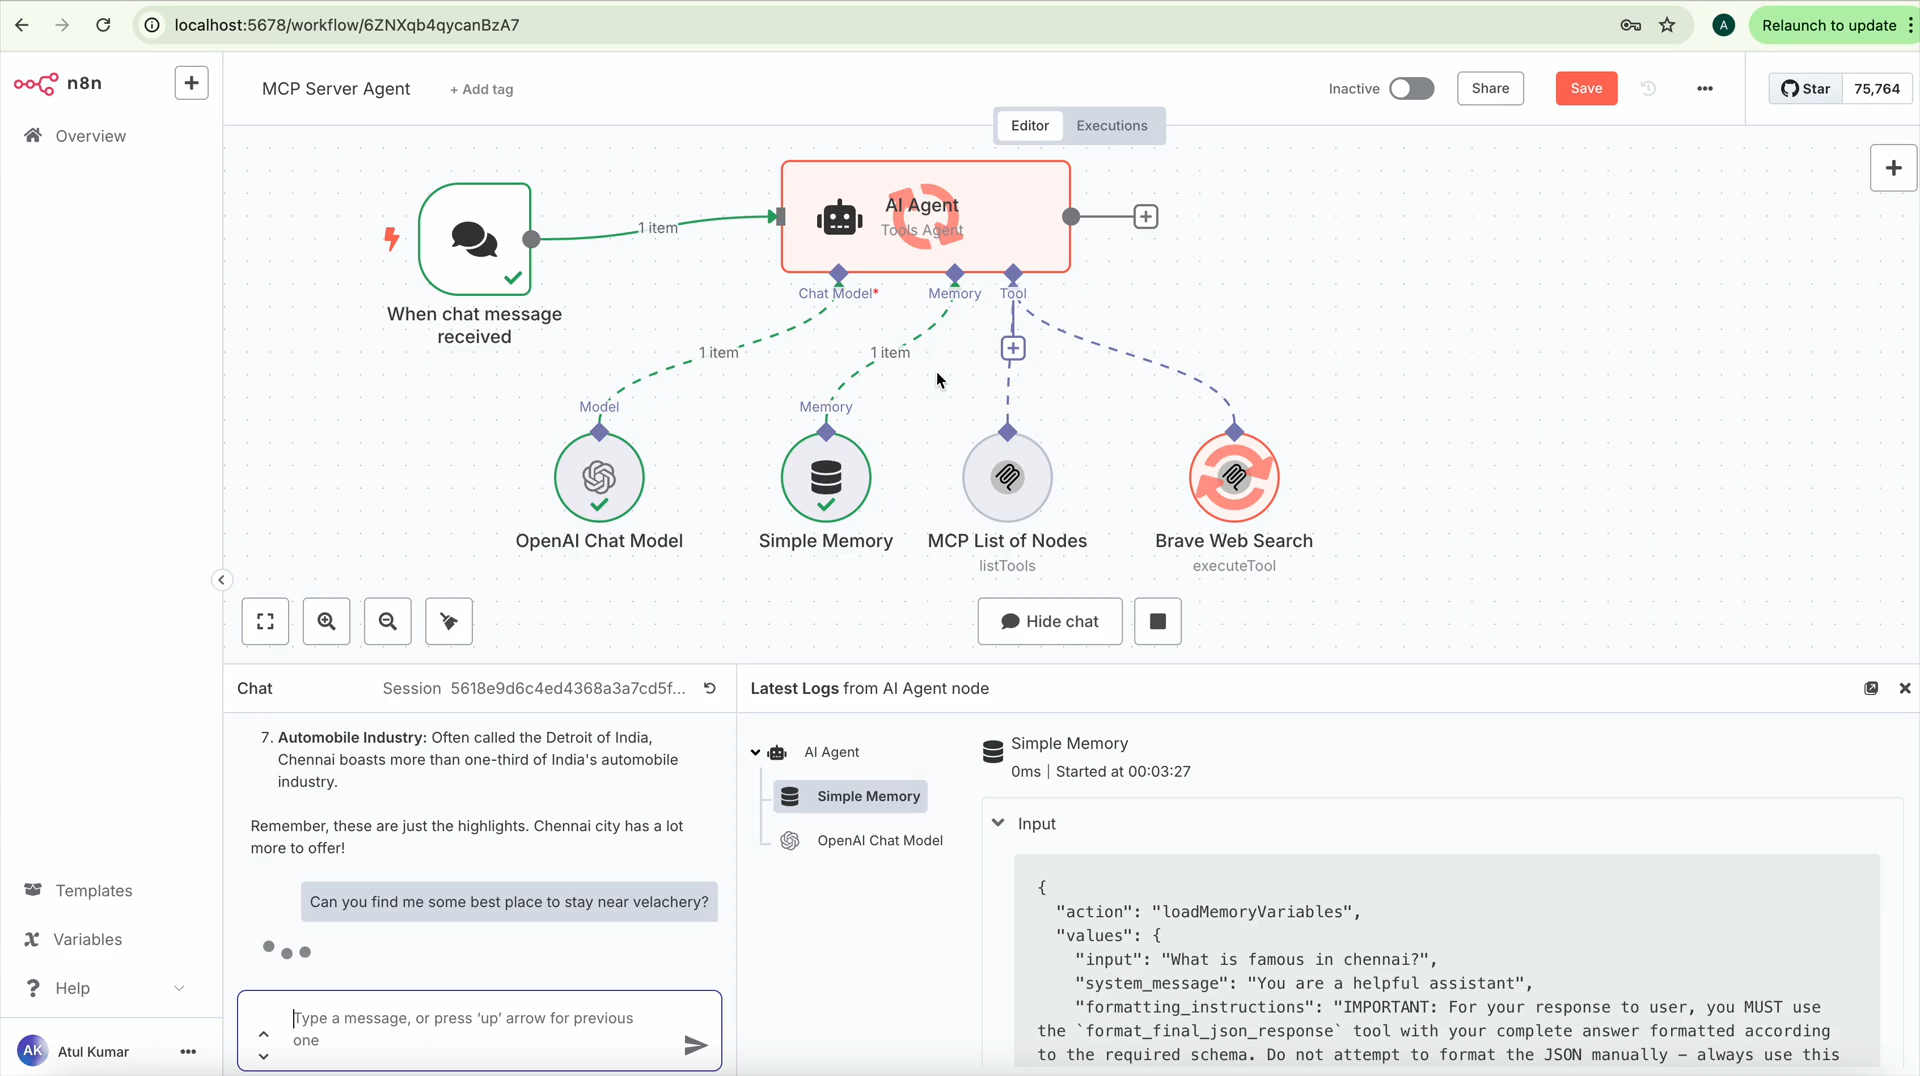 localhost:5678/workflow/6ZNXqb4qycanBzA7
A
Relaunch to update
n8n
MCP Server Agent
+ Add tag
Inactive
Share
Save
Star
75,764
Overview
Editor
Executions
AI Agent
Tools Agent
1 item
Chat Model*
Memory
Tool
When chat message
received
1 item
1 item
Model
Memory
OpenAI Chat Model
Simple Memory
MCP List of Nodes
listTools
Brave Web Search
executeTool
Hide chat
Chat
Session 5618e9d6c4ed4368a3a7cd5f...
Latest Logs from AI Agent node
7. Automobile Industry: Often called the Detroit of India,
Chennai boasts more than one-third of India's automobile
industry.
Remember, these are just the highlights. Chennai city has a lot
more to offer!
Can you find me some best place to stay near velachery?
Type a message, or press ‘up’ arrow for previous
one
AI Agent
Simple Memory
OpenAI Chat Model
Simple Memory
0ms | Started at 00:03:27
Input
{
"action": "loadMemoryVariables",
"values": {
"input": "What is famous in chennai?",
"system_message": "You are a helpful assistant",
"formatting_instructions": "IMPORTANT: For your response to user, you MUST use
the `format_final_json_response` tool with your complete answer formatted according
to the required schema. Do not attempt to format the JSON manually – always use this
Templates
Variables
Help
AK
Atul Kumar